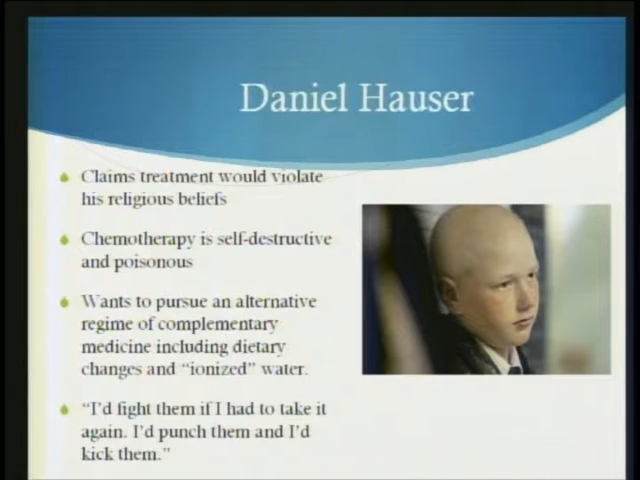 Daniel Hauser
Claims treatment would violate
his religious beliefs
Chemotherapy is self-destructive
and poisonous
Wants to pursue an alternative
regime of complementary
medicine including dietary
changes and “ionized” water.
“I’d fight them if I had to take it
again. I’d punch them and I’d
kick them.”